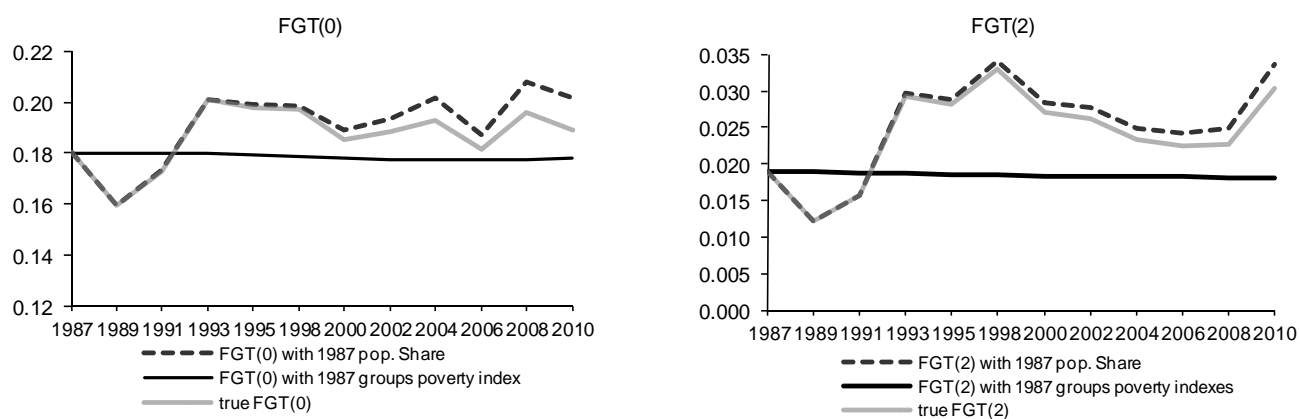 FGT(0)
0.22
0.20
0.18
0.16
0.14
0.12
1987 1989 1991 1993 1995 1998 2000 2002 2004 2006 2008 2010
FGT(0) with 1987 pop. Share
FGT(0) with 1987 groups poverty index
true FGT(0)
FGT(2)
0.035
0.030
0.025
0.020
0.015
0.010
0.005
0.000
1987 1989 1991 1993 1995 1998 2000 2002 2004 2006 2008 2010
FGT(2) with 1987 pop. Share
FGT(2) with 1987 groups poverty indexes
true FGT(2)